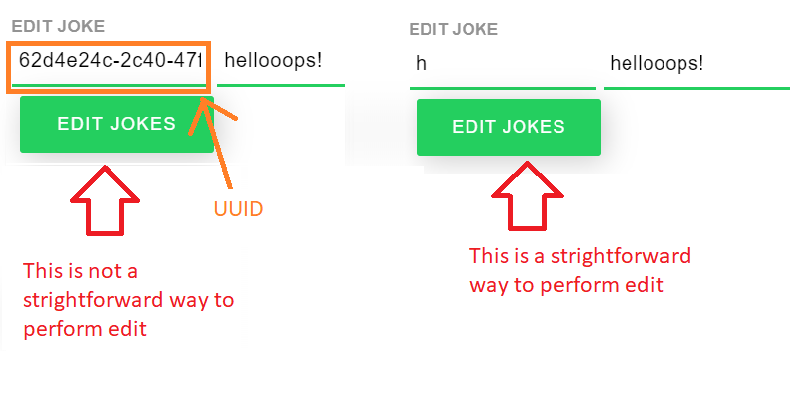 EDIT JOKE
62d4e24c-2c40-47f
hellooops!
EDIT JOKES
UUID
This is not a
strightforward way to
perform edit
EDIT JOKE
h
hellooops!
EDIT JOKES
This is a strightforward
way to perform edit